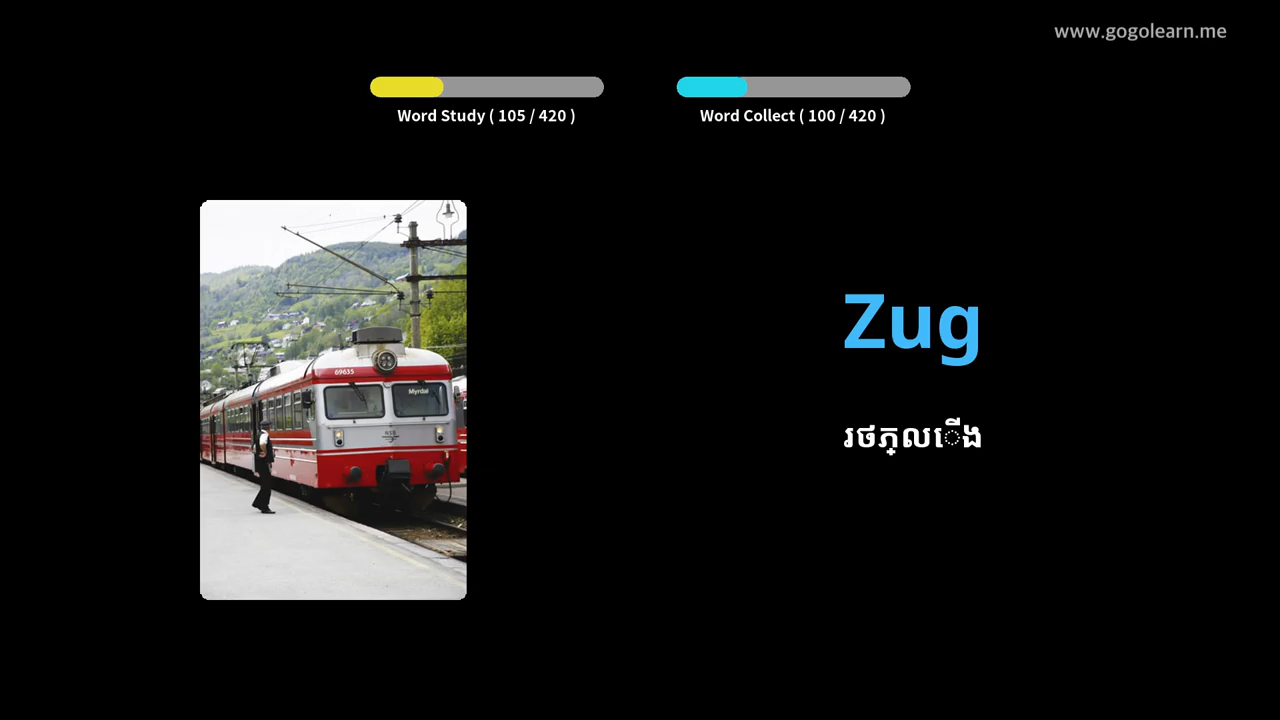 www.gogolearn.me
Word Study ( 105 / 420 )
Word Collect ( 100 / 420 )
69635
Myrdal
NSB
Zug
រថភ្លើង